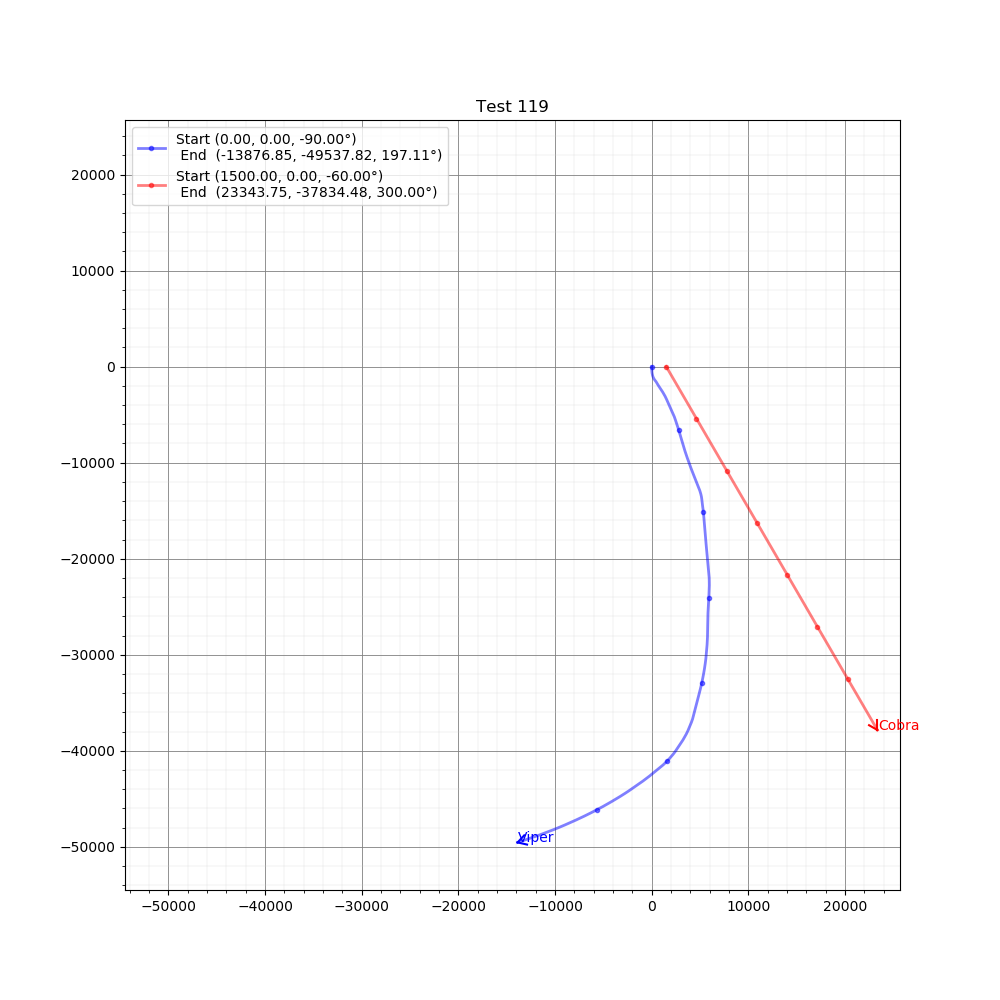 Test 119
Start (0.00, 0.00, -90.00°)
End (-13876.85, -49537.82, 197.11°)
Start (1500.00, 0.00, -60.00°)
End (23343.75, -37834.48, 300.00°)
20000
10000
0
−10000
−20000
−30000
−40000
−50000
Cobra
Viper
−50000 −40000 −30000 −20000 −10000 0 10000 20000